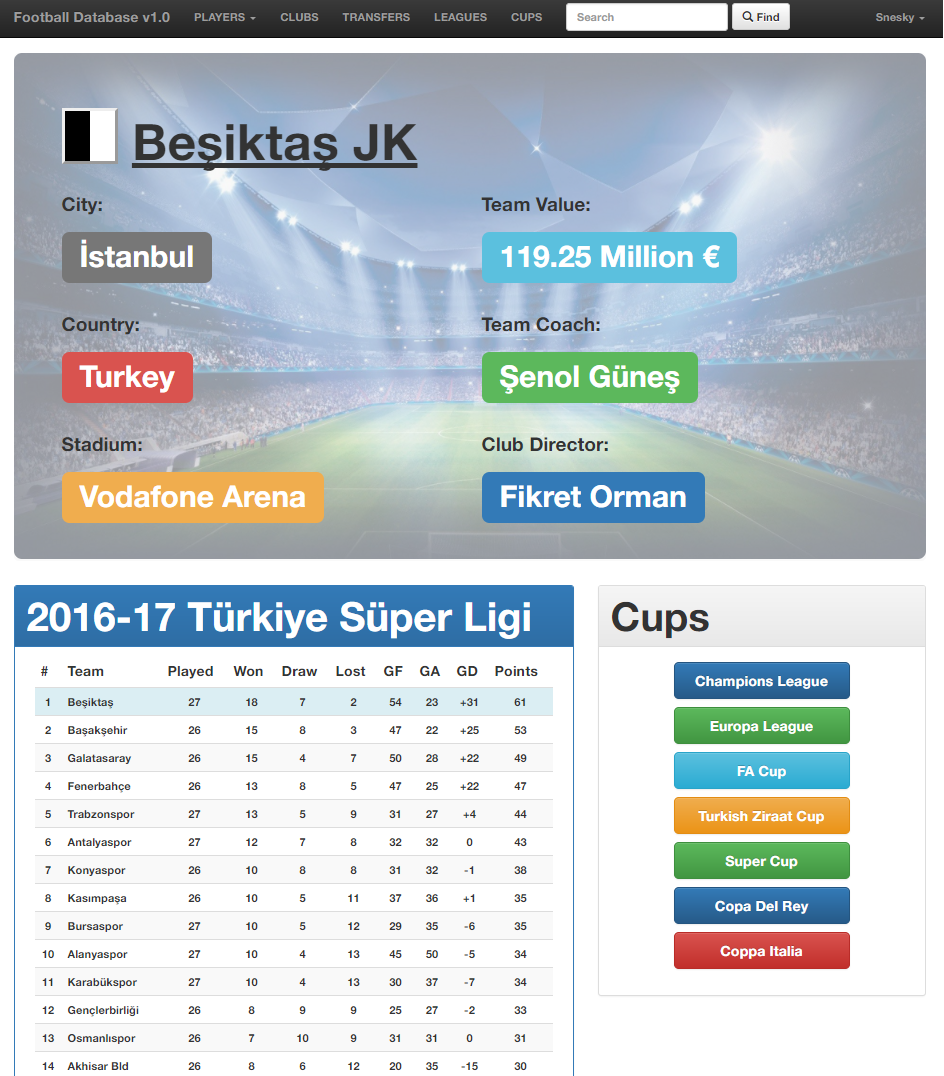 Football Database v1.0 PLAYERS CLUBS TRANSFERS LEAGUES CUPS Search Find Snesky
Beşiktaş JK
City: Team Value:
İstanbul 119.25 Million €
Country: Team Coach:
Turkey Şenol Güneş
Stadium: Club Director:
Vodafone Arena Fikret Orman
2016-17 Türkiye Süper Ligi
# Team Played Won Draw Lost GF GA GD Points
1 Beşiktaş 27 18 7 2 54 23 +31 61
2 Başakşehir 26 15 8 3 47 22 +25 53
3 Galatasaray 26 15 4 7 50 28 +22 49
4 Fenerbahçe 26 13 8 5 47 25 +22 47
5 Trabzonspor 27 13 5 9 31 27 +4 44
6 Antalyaspor 27 12 7 8 32 32 0 43
7 Konyaspor 26 10 8 8 31 32 -1 38
8 Kasımpaşa 26 10 5 11 37 36 +1 35
9 Bursaspor 27 10 5 12 29 35 -6 35
10 Alanyaspor 27 10 4 13 45 50 -5 34
11 Karabükspor 27 10 4 13 30 37 -7 34
12 Gençlerbirliği 26 8 9 9 25 27 -2 33
13 Osmanlıspor 26 7 10 9 31 31 0 31
14 Akhisar Bld 26 8 6 12 20 35 -15 30
Cups
Champions League
Europa League
FA Cup
Turkish Ziraat Cup
Super Cup
Copa Del Rey
Coppa Italia